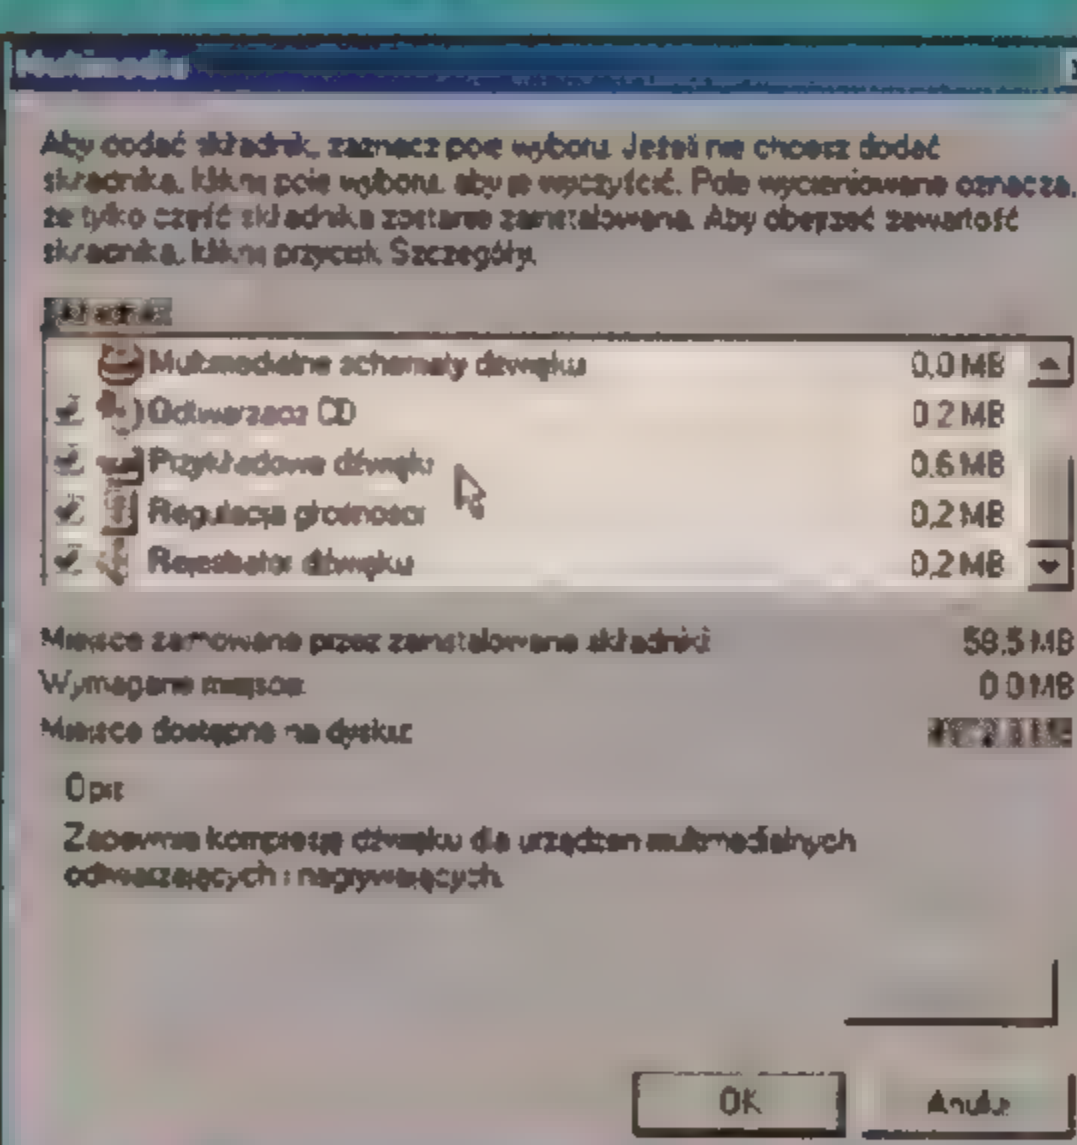 Aby dodać składnik, zaznacz pole wyboru. Jeżeli nie chcesz dodać
składnika, kliknij pole wyboru, aby je wyczyścić. Pole wycieniowane oznacza,
że tylko część składnika zostanie zainstalowana. Aby obejrzeć zawartość
składnika, kliknij przycisk Szczegóły.
Składniki:
Multimedialne schematy dźwięku 0,0 MB
Odtwarzacz CD 0,2 MB
Przykładowe dźwięki 0,6 MB
Regulacja głośności 0,2 MB
Rejestrator dźwięku 0,2 MB
Miejsce zajmowane przez zainstalowane składniki: 58,5 MB
Wymagane miejsce: 0,0 MB
Miejsce dostępne na dysku:
Opis
Zapewnia kompresję dźwięku dla urządzeń multimedialnych
odtwarzających i nagrywających.
OK Anuluj